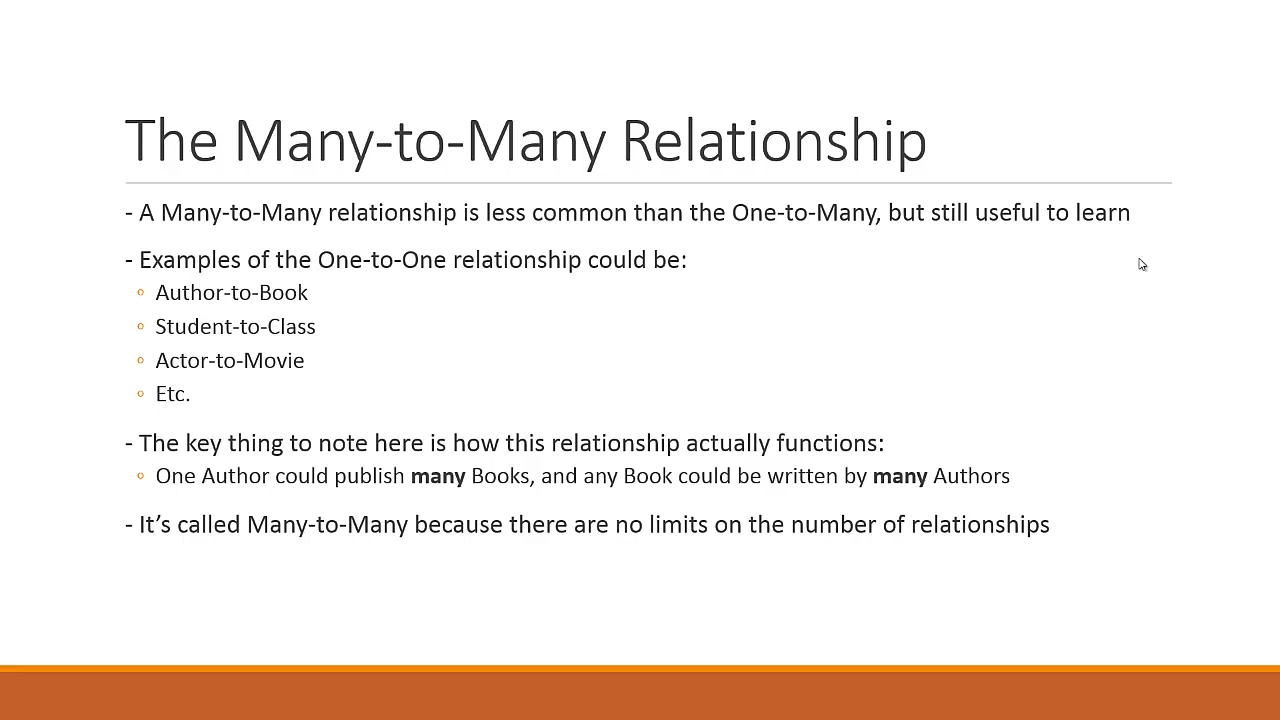 The Many-to-Many Relationship
- A Many-to-Many relationship is less common than the One-to-Many, but still useful to learn
- Examples of the One-to-One relationship could be:
◦ Author-to-Book
◦ Student-to-Class
◦ Actor-to-Movie
◦ Etc.
- The key thing to note here is how this relationship actually functions:
◦ One Author could publish many Books, and any Book could be written by many Authors
- It’s called Many-to-Many because there are no limits on the number of relationships